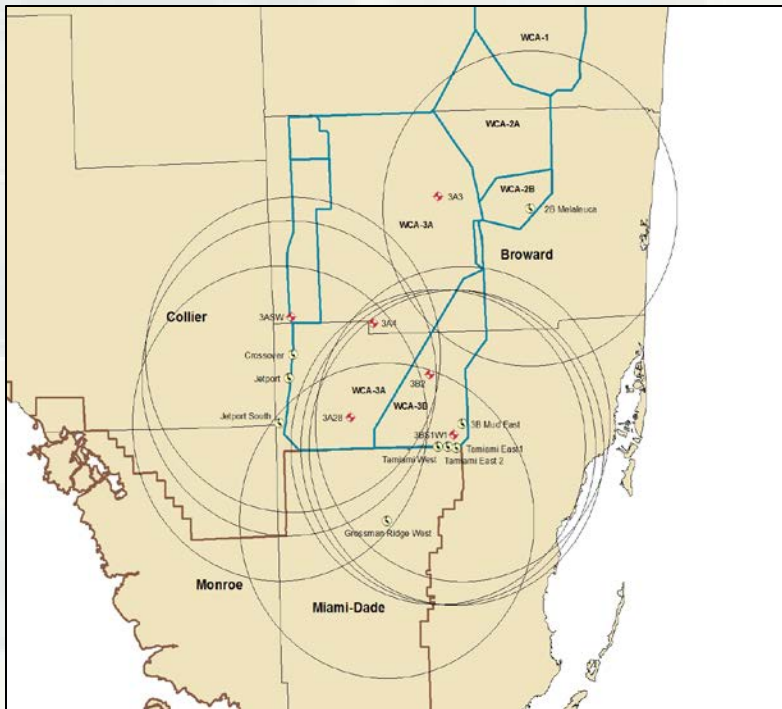 WCA-1
WCA-2A
WCA-2B
3A3
2B Melaleuca
WCA-3A
Broward
Collier
3ASW
3A4
Crossover
3B2
Jetport
WCA-3A
WCA-3B
Jetport South
3A28
3B Mud East
3BS1W1
Tamiami West
Tamiami East 1
Tamiami East 2
Grossman Ridge West
Monroe
Miami-Dade